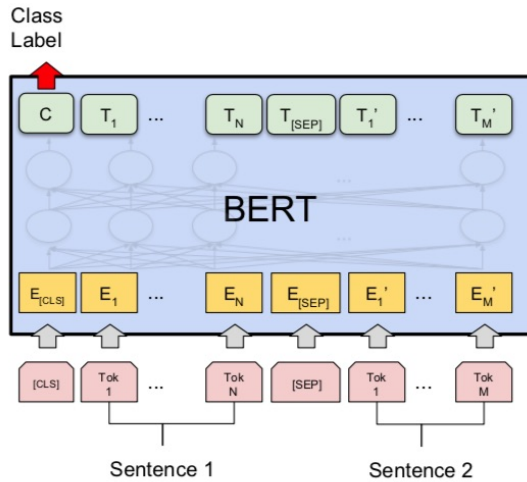 Class
Label
C T1 ... TN T[SEP] T1' ... TM'
...
BERT
...
E[CLS] E1 ... EN E[SEP] E1' ... EM'
[CLS] Tok 1 ... Tok N [SEP] Tok 1 ... Tok M
Sentence 1 Sentence 2